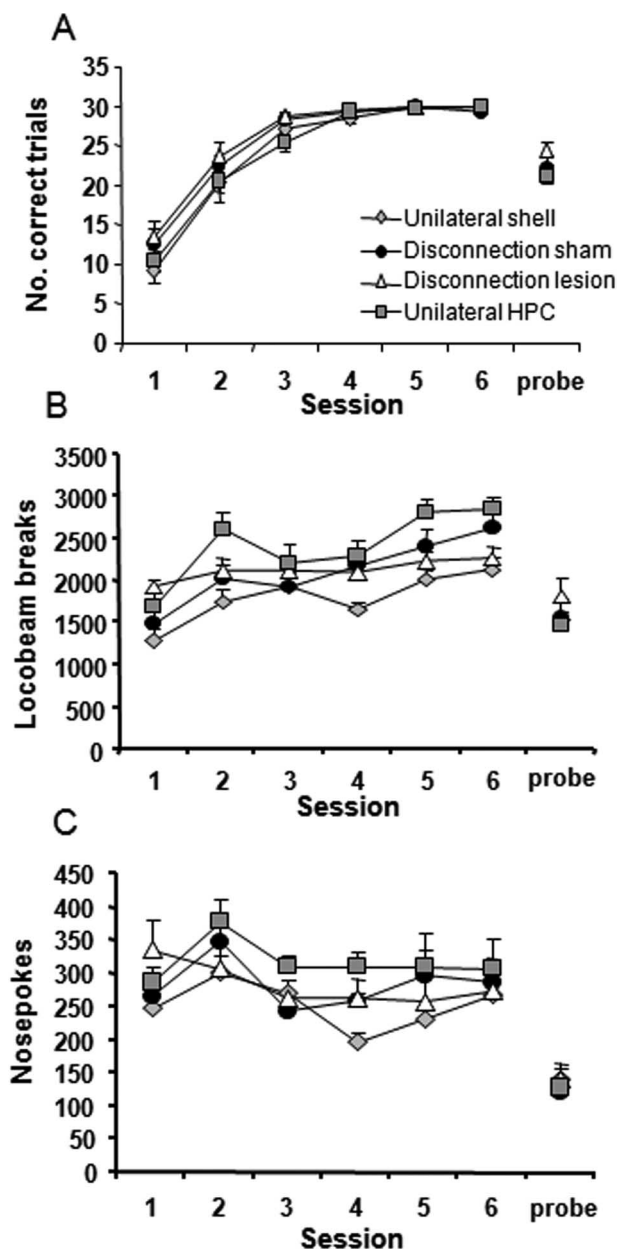 A
No. correct trials
35
30
25
20
15
10
5
0
Unilateral shell
Disconnection sham
Disconnection lesion
Unilateral HPC
1 2 3 4 5 6 probe
Session
B
Locobeam breaks
3500
3000
2500
2000
1500
1000
500
0
1 2 3 4 5 6 probe
Session
C
Nosepokes
450
400
350
300
250
200
150
100
50
0
1 2 3 4 5 6 probe
Session